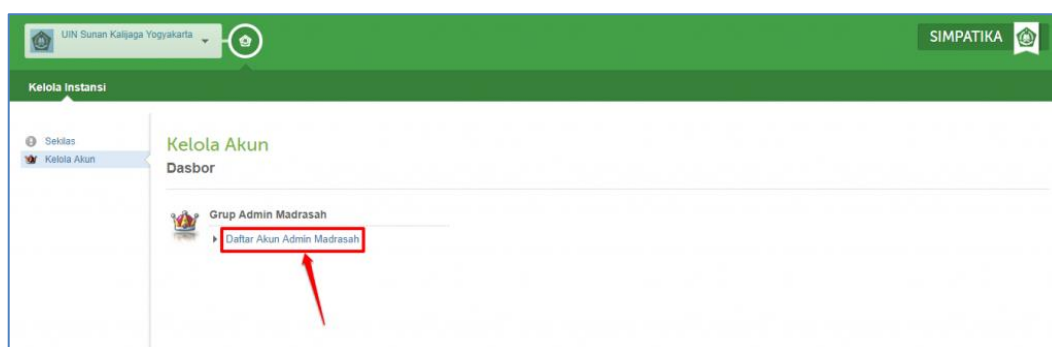 UIN Sunan Kalijaga Yogyakarta
SIMPATIKA
Kelola Instansi
Sekilas
Kelola Akun
Kelola Akun
Dasbor
Grup Admin Madrasah
Daftar Akun Admin Madrasah